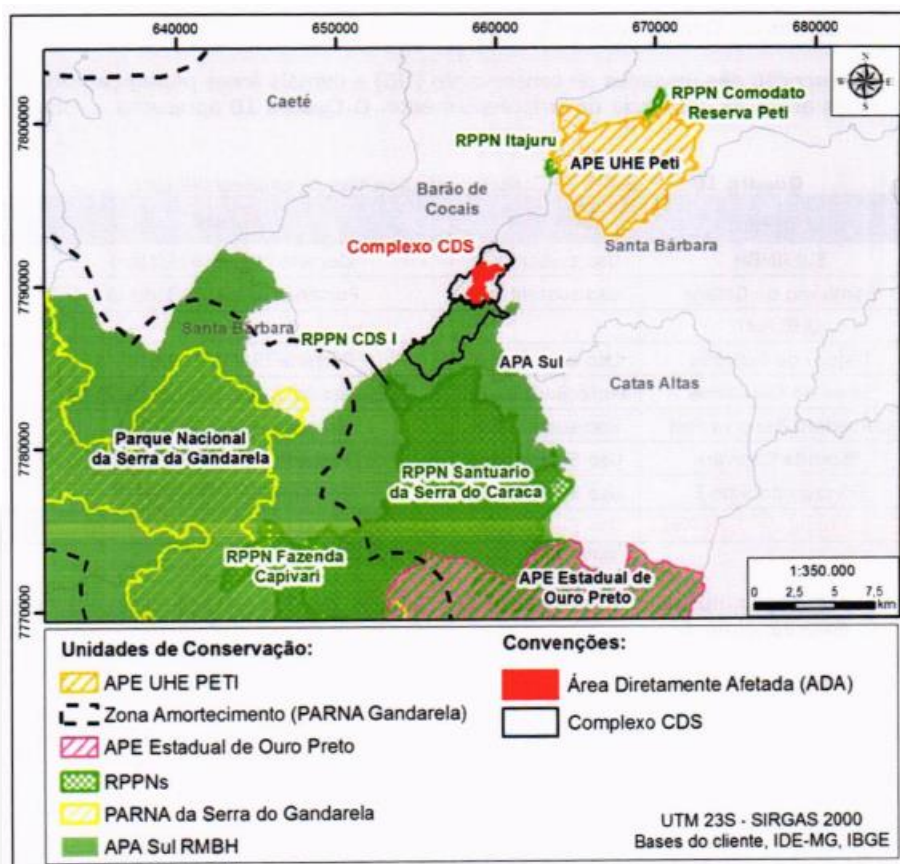 640000
650000
660000
670000
680000
7800000
7790000
7780000
7770000
N
W
E
S
Caeté
RPPN Comodato
Reserva Peti
RPPN Itajuru
APE UHE Peti
Barão de
Cocais
Santa Bárbara
Complexo CDS
Santa Bárbara
RPPN CDS I
APA Sul
Catas Altas
Parque Nacional
da Serra da Gandarela
RPPN Santuario
da Serra do Caraca
RPPN Fazenda
Capivari
APE Estadual de
Ouro Preto
1:350.000
0 2,5 5 7,5
km
Unidades de Conservação:
APE UHE PETI
Zona Amortecimento (PARNA Gandarela)
APE Estadual de Ouro Preto
RPPNs
PARNA da Serra do Gandarela
APA Sul RMBH
Convenções:
Área Diretamente Afetada (ADA)
Complexo CDS
UTM 23S - SIRGAS 2000
Bases do cliente, IDE-MG, IBGE